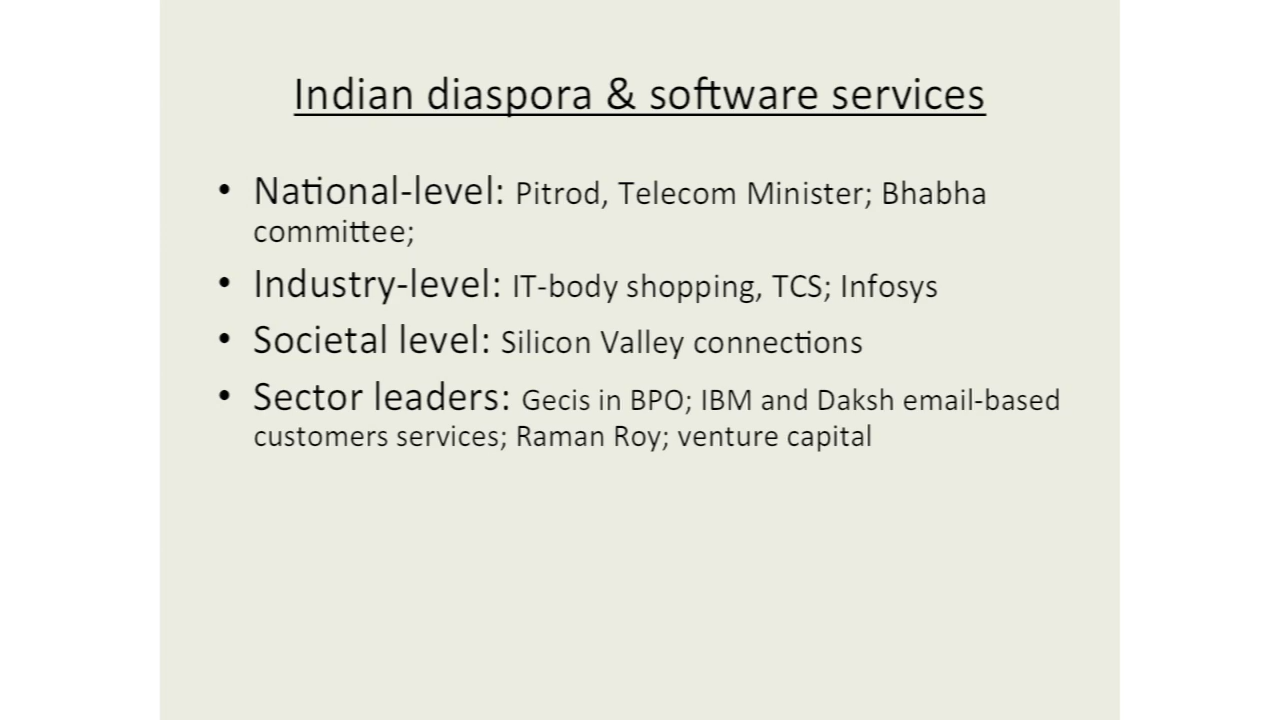 Indian diaspora & software services
• National-level: Pitrod, Telecom Minister; Bhabha
committee;
• Industry-level: IT-body shopping, TCS; Infosys
• Societal level: Silicon Valley connections
• Sector leaders: Gecis in BPO; IBM and Daksh email-based
customers services; Raman Roy; venture capital